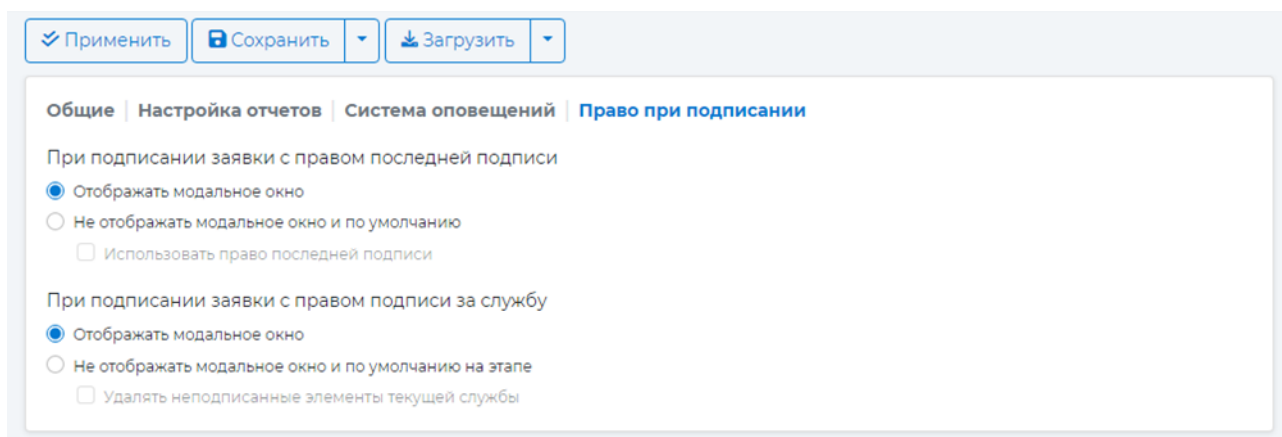 Применить Сохранить Загрузить
Общие Настройка отчетов Система оповещений Право при подписании
При подписании заявки с правом последней подписи
Отображать модальное окно
Не отображать модальное окно и по умолчанию
Использовать право последней подписи
При подписании заявки с правом подписи за службу
Отображать модальное окно
Не отображать модальное окно и по умолчанию на этапе
Удалять неподписанные элементы текущей службы